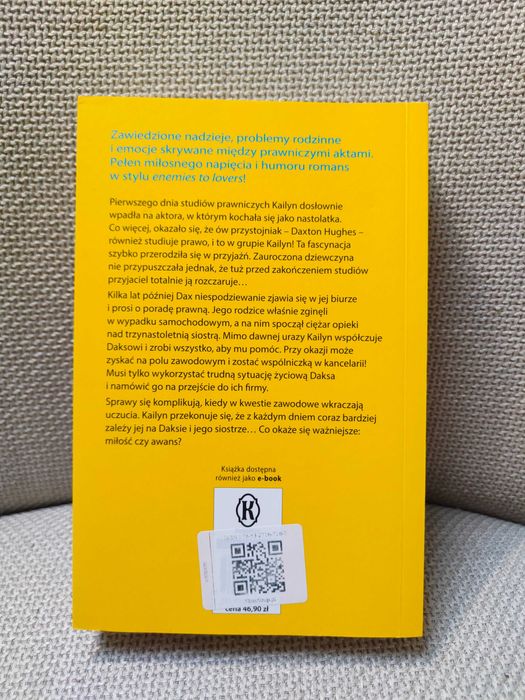 Zawiedzione nadzieje, problemy rodzinne
i emocje skrywane między prawniczymi aktami.
Pełen miłosnego napięcia i humoru romans
w stylu enemies to lovers!
Pierwszego dnia studiów prawniczych Kailyn dosłownie
wpadła na aktora, w którym kochała się jako nastolatka.
Co więcej, okazało się, że ów przystojniak – Daxton Hughes –
również studiuje prawo, i to w grupie Kailyn! Ta fascynacja
szybko przerodziła się w przyjaźń. Zauroczona dziewczyna
nie przypuszczała jednak, że tuż przed zakończeniem studiów
przyjaciel totalnie ją rozczaruje...
Kilka lat później Dax niespodziewanie zjawia się w jej biurze
i prosi o poradę prawną. Jego rodzice właśnie zginęli
w wypadku samochodowym, a na nim spoczął ciężar opieki
nad trzynastoletnią siostrą. Mimo dawnej urazy Kailyn współczuje
Daksowi i zrobi wszystko, aby mu pomóc. Przy okazji może
zyskać na polu zawodowym i zostać wspólniczką w kancelarii!
Musi tylko wykorzystać trudną sytuację życiową Daksa
i namówić go na przejście do ich firmy.
Sprawy się komplikują, kiedy w kwestie zawodowe wkraczają
uczucia. Kailyn przekonuje się, że z każdym dniem coraz bardziej
zależy jej na Daksie i jego siostrze... Co okaże się ważniejsze:
miłość czy awans?
Książka dostępna
również jako e-book
K
cena 46,90 zł